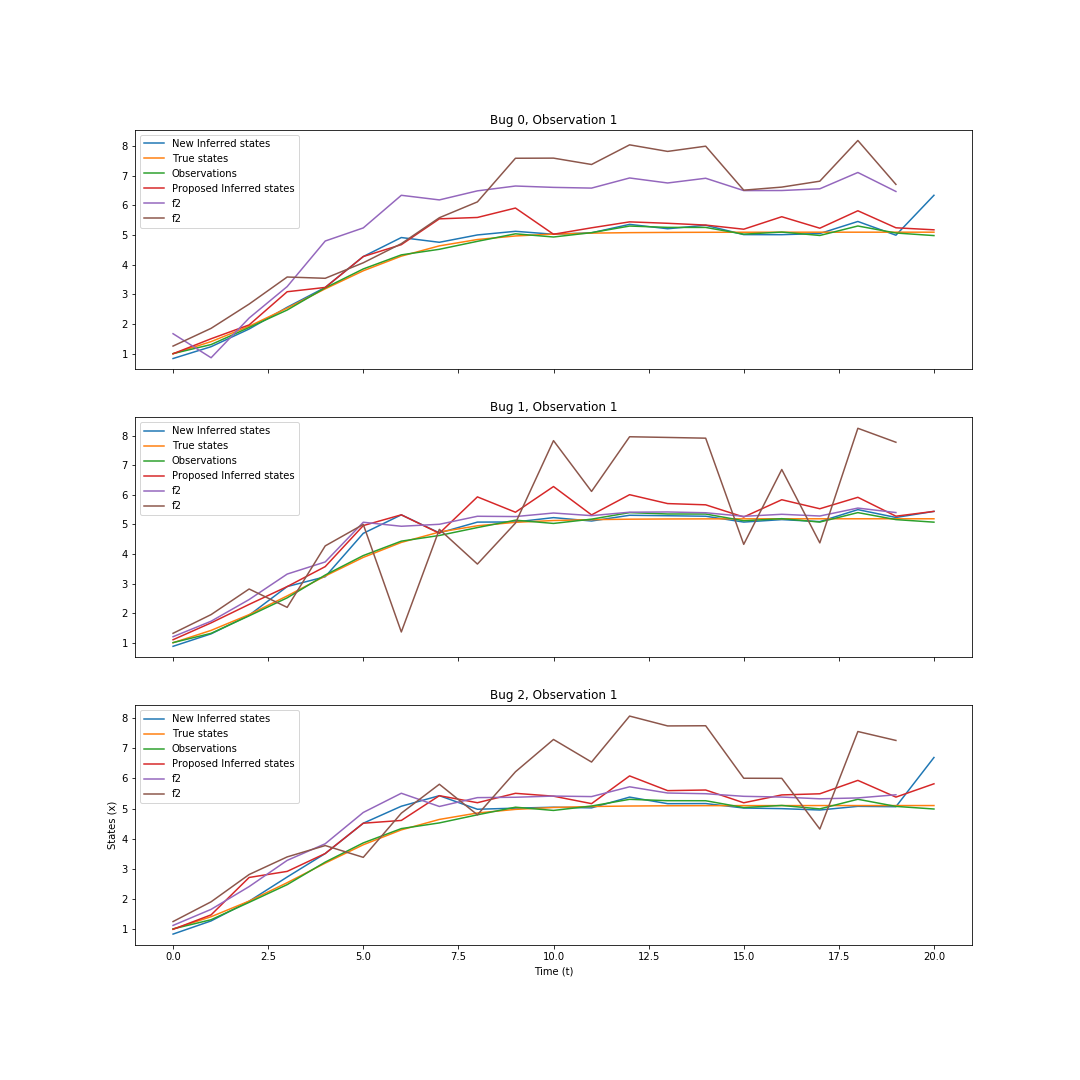 Bug 0, Observation 1
New Inferred states
True states
Observations
Proposed Inferred states
f2
f2
8
7
6
5
4
3
2
1
Bug 1, Observation 1
New Inferred states
True states
Observations
Proposed Inferred states
f2
f2
8
7
6
5
4
3
2
1
Bug 2, Observation 1
New Inferred states
True states
Observations
Proposed Inferred states
f2
f2
8
7
6
5
4
3
2
1
States (x)
0.0 2.5 5.0 7.5 10.0 12.5 15.0 17.5 20.0
Time (t)